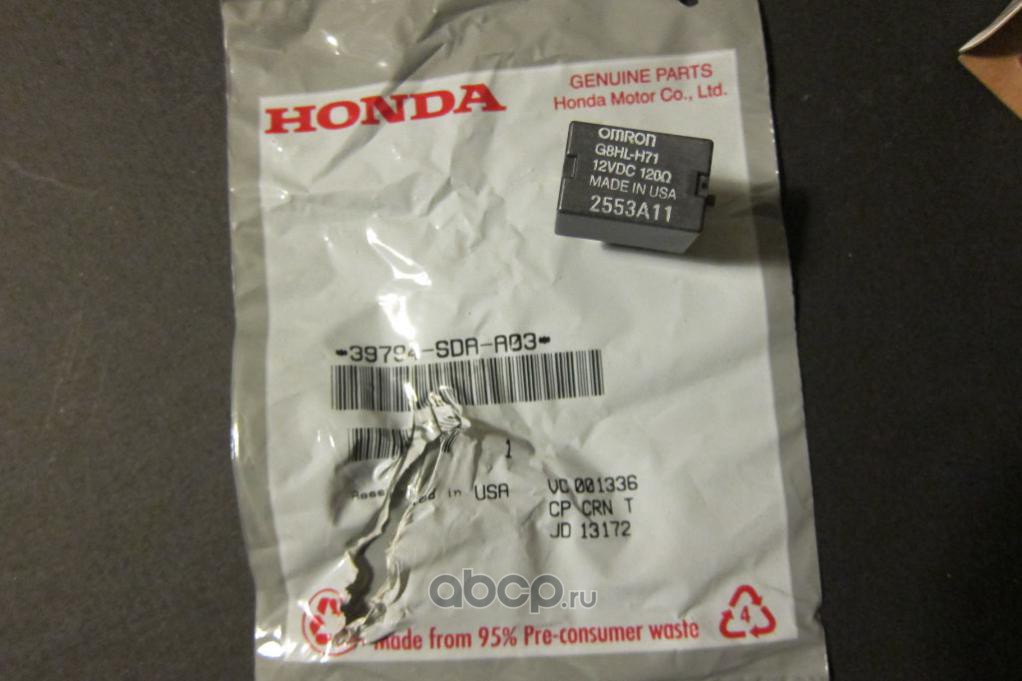 HONDA
GENUINE PARTS
Honda Motor Co., Ltd.
OMRON
G8HL-H71
12VDC 120Ω
MADE IN USA
2553A11
*39794-SDA-A03*
1
in USA
VC 001336
CP CRN T
JD 13172
abcp.ru
made from 95% Pre-consumer waste
4